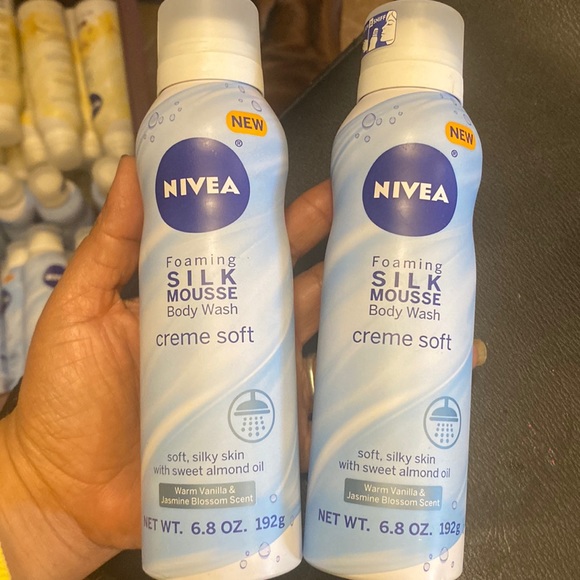 NEW
NIVEA
®
Foaming
SILK
MOUSSE
Body Wash
creme soft
soft, silky skin
with sweet almond oil
Warm Vanilla &
Jasmine Blossom Scent
NET WT. 6.8 OZ. 192g
NEW
NIVEA
®
Foaming
SILK
MOUSSE
Body Wash
creme soft
soft, silky skin
with sweet almond oil
Warm Vanilla &
Jasmine Blossom Scent
NET WT. 6.8 OZ. 192g